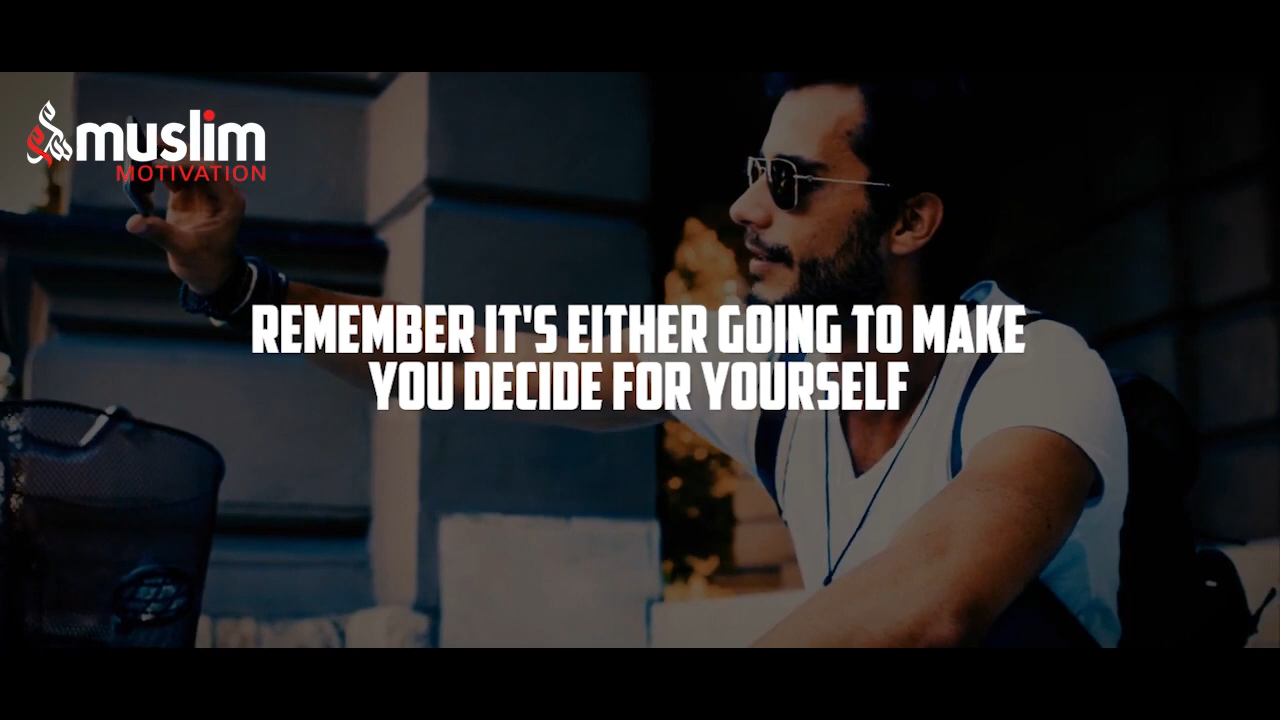 muslim
MOTIVATION
REMEMBER IT'S EITHER GOING TO MAKE
YOU DECIDE FOR YOURSELF